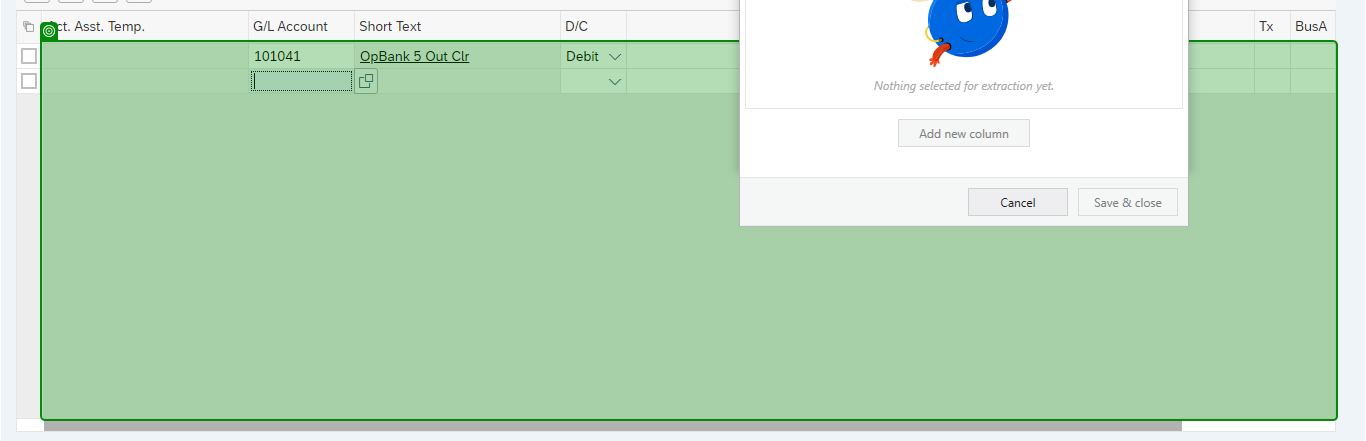 ct. Asst. Temp. G/L Account Short Text D/C Tx BusA
101041 OpBank 5 Out Clr Debit
Nothing selected for extraction yet.
Add new column
Cancel Save & close